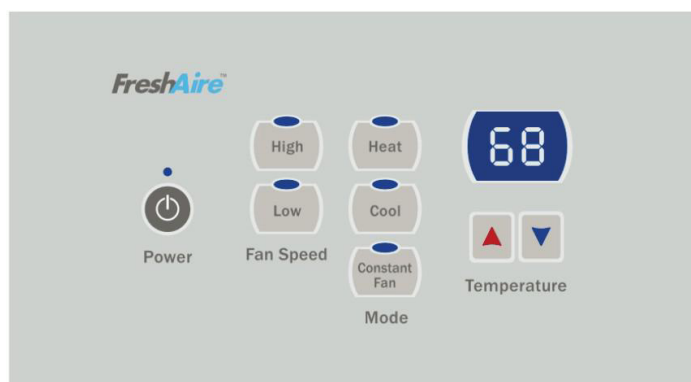 FreshAire™
High
Heat
68
Low
Cool
Power
Fan Speed
Constant
Fan
Temperature
Mode